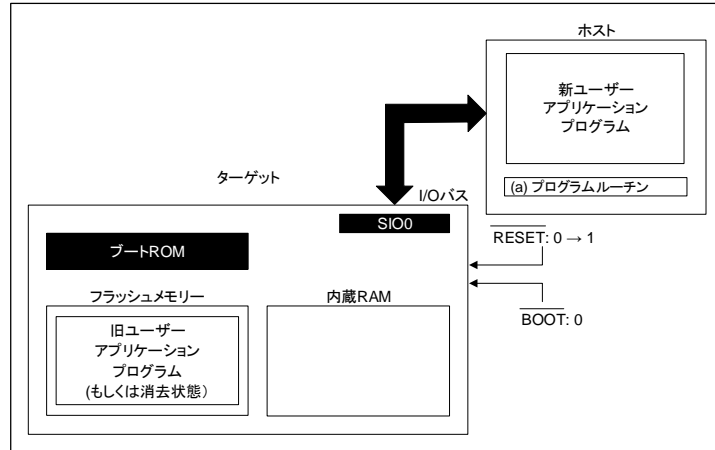 ホスト
新ユーザー
アプリケーション
プログラム
(a) プログラムルーチン
ターゲット
I/Oバス
SIO0
RESET: 0 → 1
ブートROM
フラッシュメモリー
内蔵RAM
BOOT: 0
旧ユーザー
アプリケーション
プログラム
(もしくは消去状態)